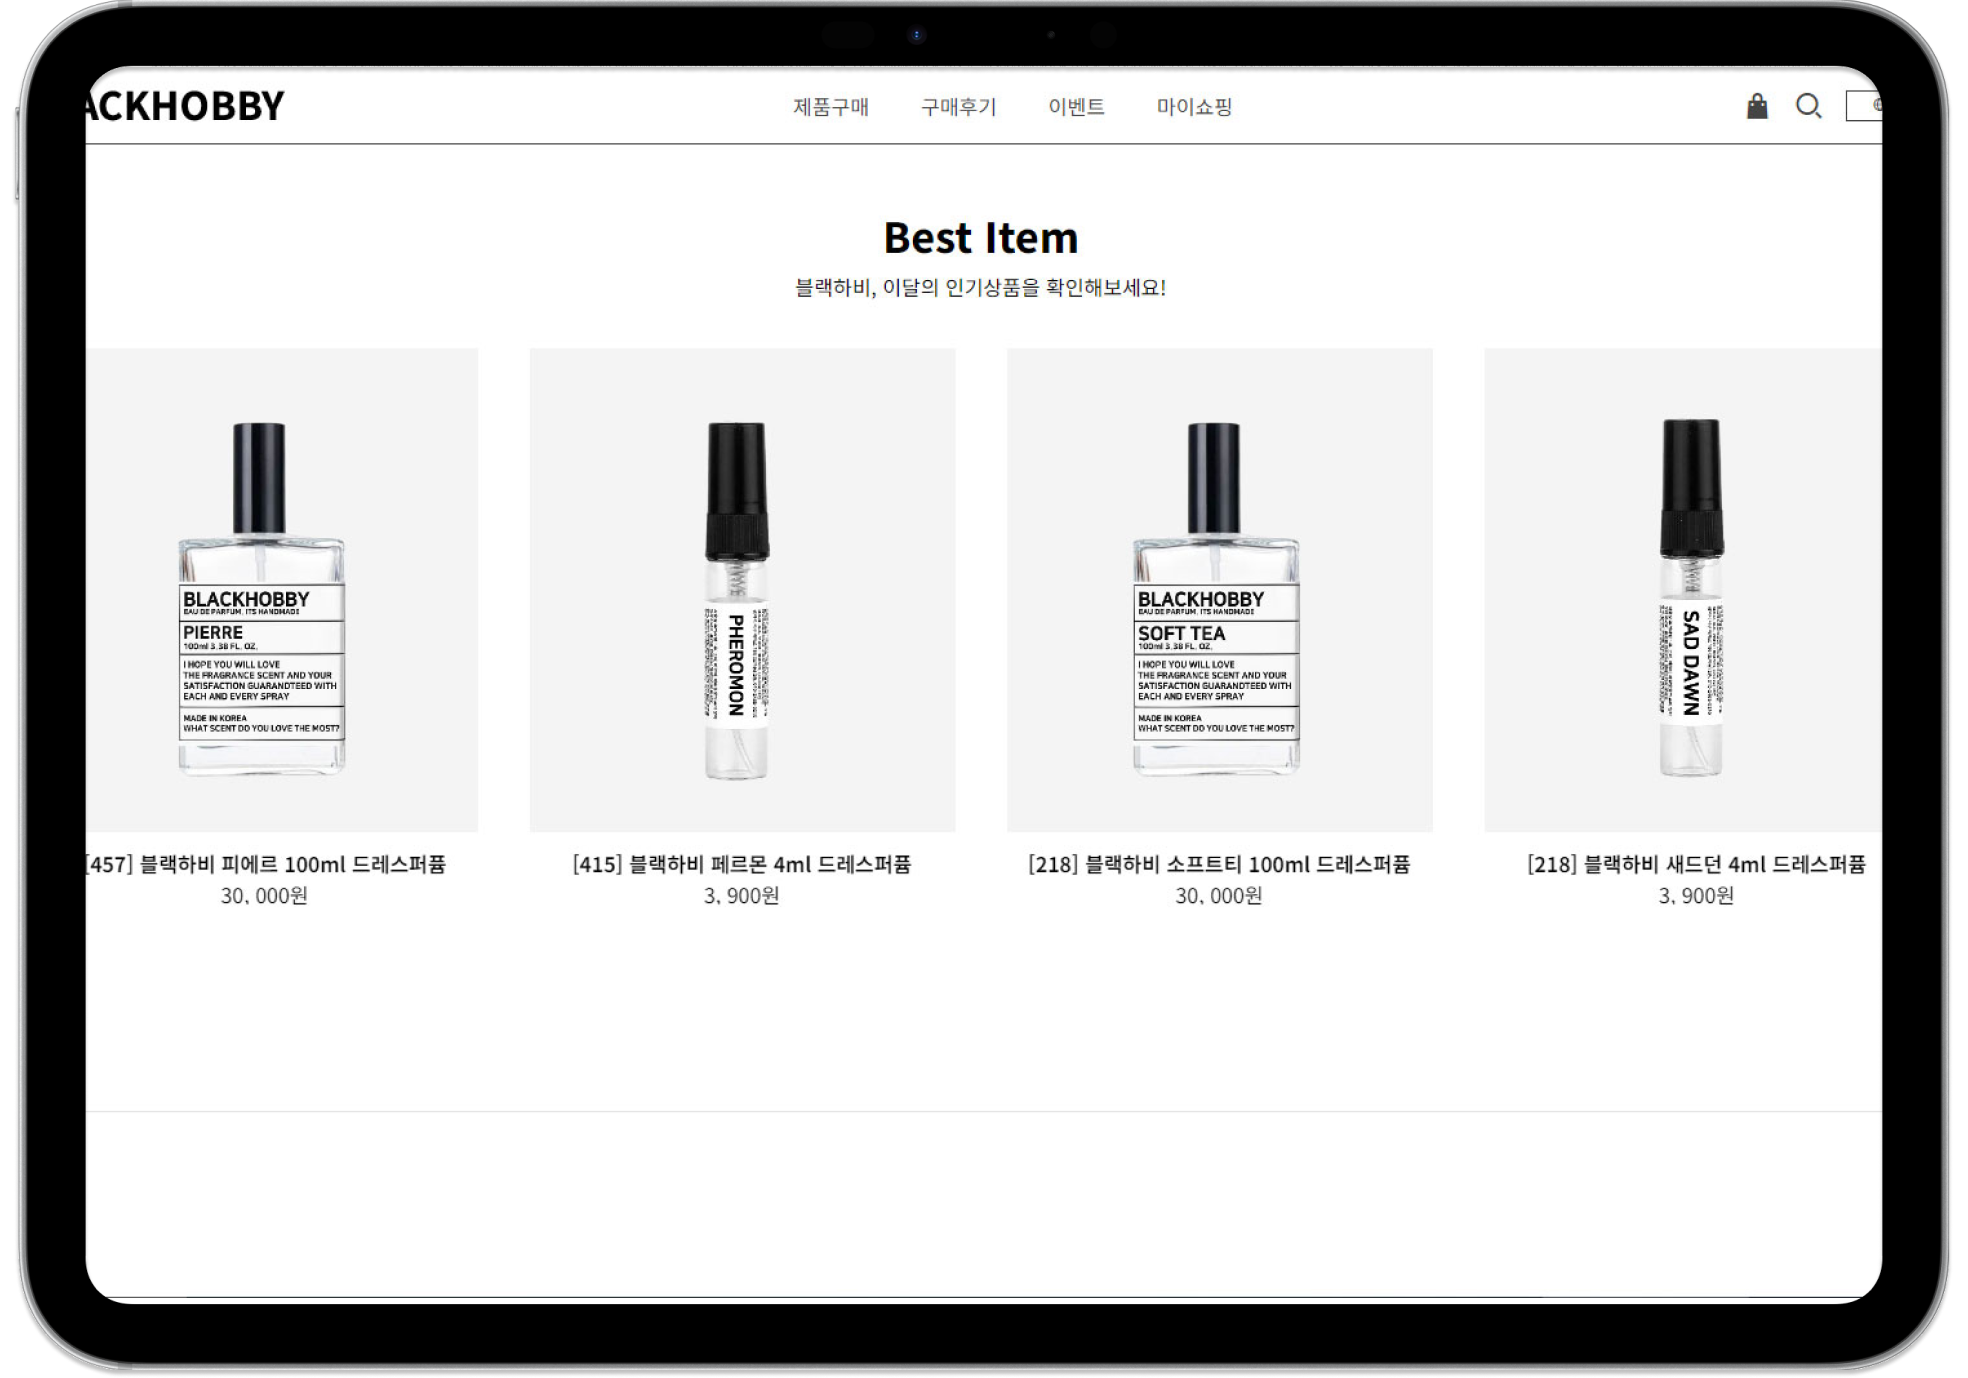 ACKHOBBY
제품구매 구매후기 이벤트 마이쇼핑
Best Item
블랙하비, 이달의 인기상품을 확인해보세요!
BLACKHOBBY
EAU DE PARFUM, ITS HANDMADE
PIERRE
100ml 3.38 FL. OZ.
I HOPE YOU WILL LOVE
THE FRAGRANCE SCENT AND YOUR
SATISFACTION GUARANDTEED WITH
EACH AND EVERY SPRAY
MADE IN KOREA
WHAT SCENT DO YOU LOVE THE MOST?
[457] 블랙하비 피에르 100ml 드레스퍼퓸
30, 000원
PHEROMON
[415] 블랙하비 페르몬 4ml 드레스퍼퓸
3, 900원
BLACKHOBBY
EAU DE PARFUM, ITS HANDMADE
SOFT TEA
100ml 3.38 FL. OZ.
I HOPE YOU WILL LOVE
THE FRAGRANCE SCENT AND YOUR
SATISFACTION GUARANDTEED WITH
EACH AND EVERY SPRAY
MADE IN KOREA
WHAT SCENT DO YOU LOVE THE MOST?
[218] 블랙하비 소프트티 100ml 드레스퍼퓸
30, 000원
SAD DAWN
[218] 블랙하비 새드던 4ml 드레스퍼퓸
3, 900원